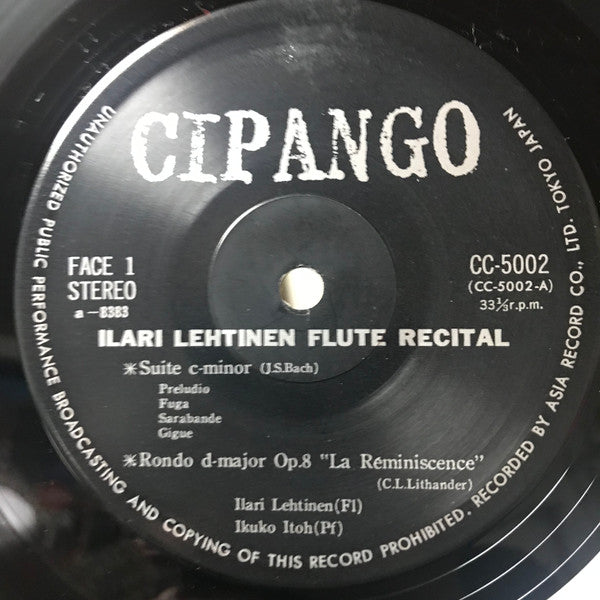 CIPANGO
FACE 1
STEREO
a-8383
CC-5002
(CC-5002-A)
33⅓r.p.m.
ILARI LEHTINEN FLUTE RECITAL
*Suite c-minor (J.S.Bach)
Preludio
Fuga
Sarabande
Gigue
*Rondo d-major Op.8 "La Reminiscence"
(C.L.Lithander)
Ilari Lehtinen(Fl)
Ikuko Itoh(Pf)
UNAUTHORIZED PUBLIC PERFORMANCE BROADCASTING AND COPYING OF THIS RECORD PROHIBITED. RECORDED BY ASIA RECORD CO., LTD. TOKYO JAPAN